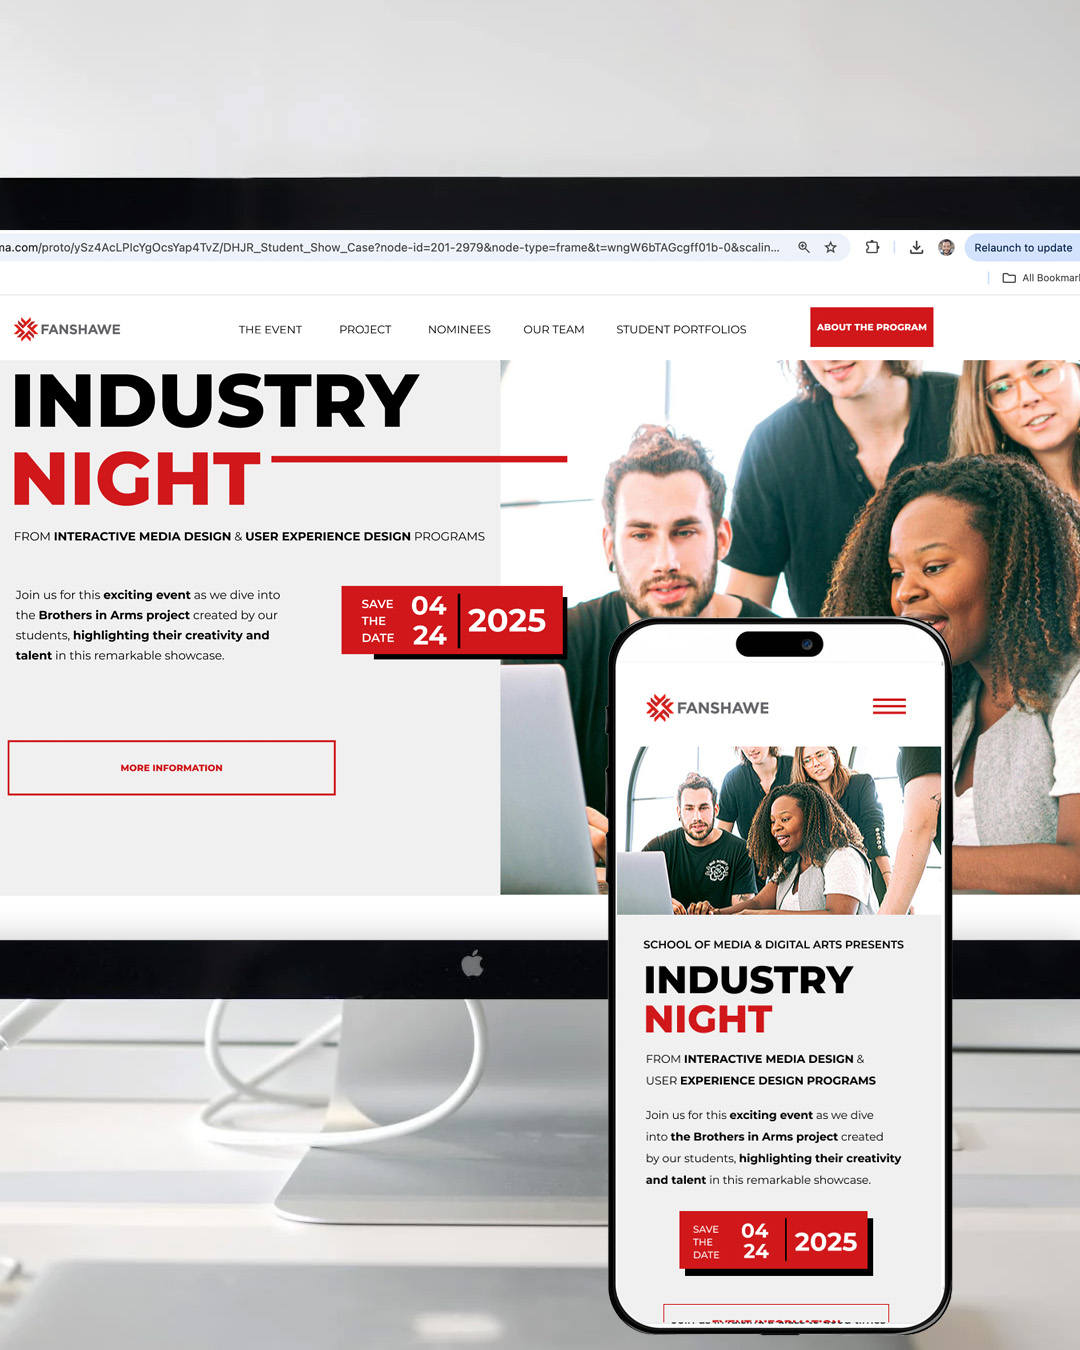 ma.com/proto/ySz4AcLPIcYgOcsYap4TvZ/DHJR_Student_Show_Case?node-id=201-2979&node-type=frame&t=wngW6bTAGcgff01b-0&scalin...
Relaunch to update
All Bookmar
FANSHAWE
THE EVENT
PROJECT
NOMINEES
OUR TEAM
STUDENT PORTFOLIOS
ABOUT THE PROGRAM
INDUSTRY
NIGHT
FROM INTERACTIVE MEDIA DESIGN & USER EXPERIENCE DESIGN PROGRAMS
Join us for this exciting event as we dive into
the Brothers in Arms project created by our
students, highlighting their creativity and
talent in this remarkable showcase.
SAVE
THE
DATE
04
24
2025
MORE INFORMATION
FANSHAWE
SCHOOL OF MEDIA & DIGITAL ARTS PRESENTS
INDUSTRY
NIGHT
FROM INTERACTIVE MEDIA DESIGN &
USER EXPERIENCE DESIGN PROGRAMS
Join us for this exciting event as we dive
into the Brothers in Arms project created
by our students, highlighting their creativity
and talent in this remarkable showcase.
SAVE
THE
DATE
04
24
2025